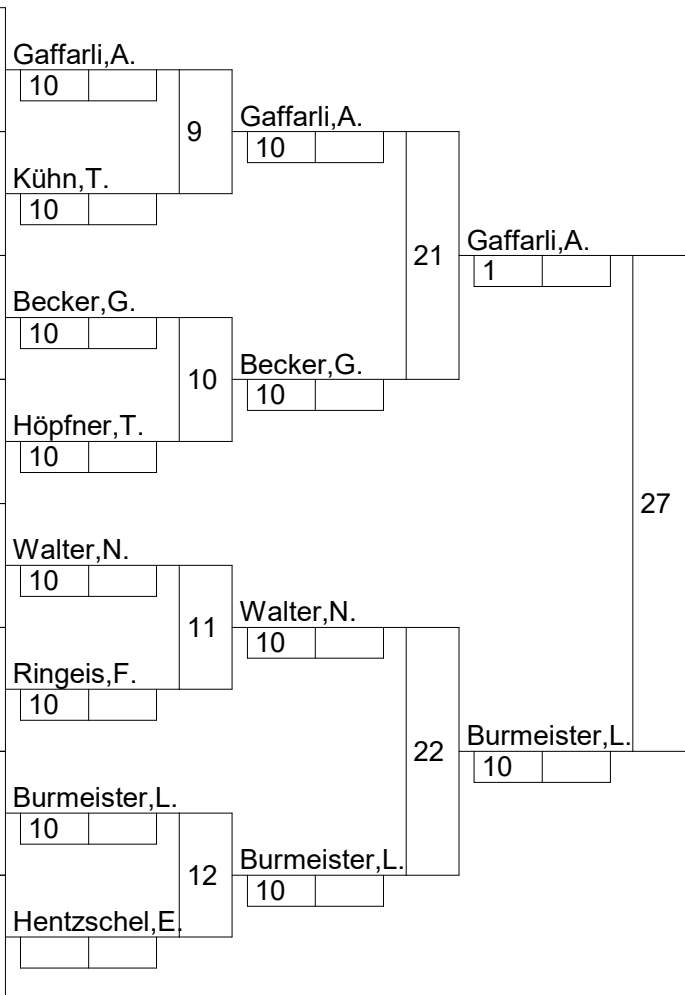 Gaffarli,A.
10
9
Gaffarli,A.
10
Kühn,T.
10
21
Gaffarli,A.
1
Becker,G.
10
10
Becker,G.
10
Höpfner,T.
10
27
Walter,N.
10
11
Walter,N.
10
Ringeis,F.
10
22
Burmeister,L.
10
Burmeister,L.
10
12
Burmeister,L.
10
Hentzschel,E.